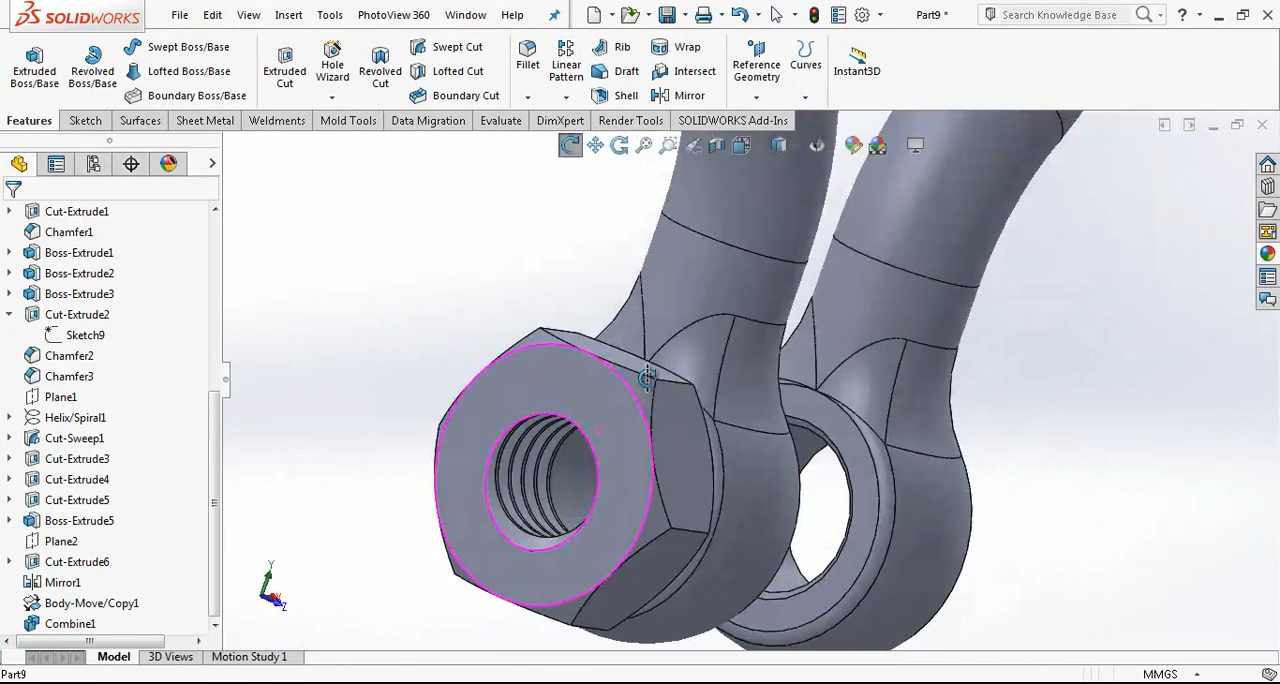 SOLIDWORKS File Edit View Insert Tools PhotoView 360 Window Help Part9 * Search Knowledge Base ?
Extruded Boss/Base
Revolved Boss/Base
Swept Boss/Base
Lofted Boss/Base
Boundary Boss/Base
Extruded Cut
Hole Wizard
Revolved Cut
Swept Cut
Lofted Cut
Boundary Cut
Fillet
Linear Pattern
Rib
Draft
Shell
Wrap
Intersect
Mirror
Reference Geometry
Curves
Instant3D
Features Sketch Surfaces Sheet Metal Weldments Mold Tools Data Migration Evaluate DimXpert Render Tools SOLIDWORKS Add-Ins
Cut-Extrude1
Chamfer1
Boss-Extrude1
Boss-Extrude2
Boss-Extrude3
Cut-Extrude2
Sketch9
Chamfer2
Chamfer3
Plane1
Helix/Spiral1
Cut-Sweep1
Cut-Extrude3
Cut-Extrude4
Cut-Extrude5
Boss-Extrude5
Plane2
Cut-Extrude6
Mirror1
Body-Move/Copy1
Combine1
Y
Z
Model 3D Views Motion Study 1
Part9 MMGS